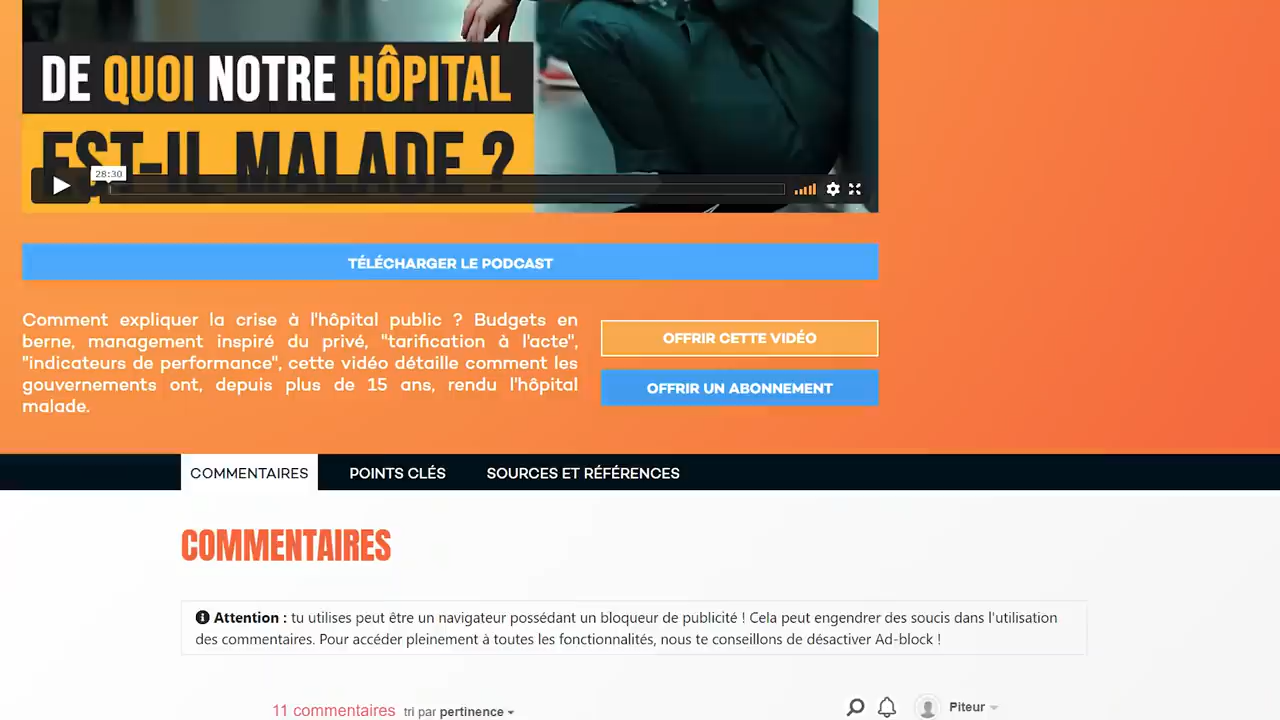 DE QUOI NOTRE HÔPITAL
EST-IL MALADE ?
28:30
TÉLÉCHARGER LE PODCAST
Comment expliquer la crise à l'hôpital public ? Budgets en
berne, management inspiré du privé, "tarification à l'acte",
"indicateurs de performance", cette vidéo détaille comment les
gouvernements ont, depuis plus de 15 ans, rendu l'hôpital
malade.
OFFRIR CETTE VIDÉO
OFFRIR UN ABONNEMENT
COMMENTAIRES
POINTS CLÉS
SOURCES ET RÉFÉRENCES
COMMENTAIRES
Attention : tu utilises peut être un navigateur possédant un bloqueur de publicité ! Cela peut engendrer des soucis dans l'utilisation
des commentaires. Pour accéder pleinement à toutes les fonctionnalités, nous te conseillons de désactiver Ad-block !
11 commentaires tri par pertinence
Piteur